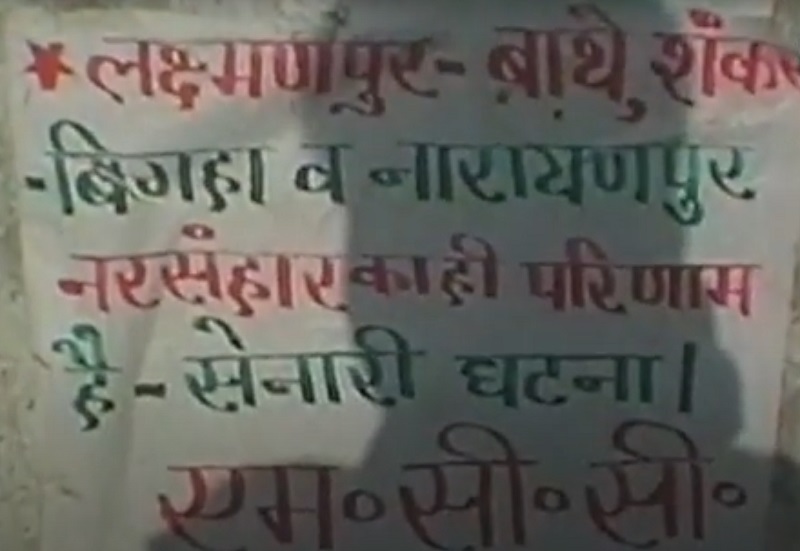 ★ लक्ष्मणपुर- बाथे, शंकर
-बिगहा व नारायणपुर
नरसंहार का ही परिणाम
है - सेनारी घटना।
एम॰ सी॰ सी॰